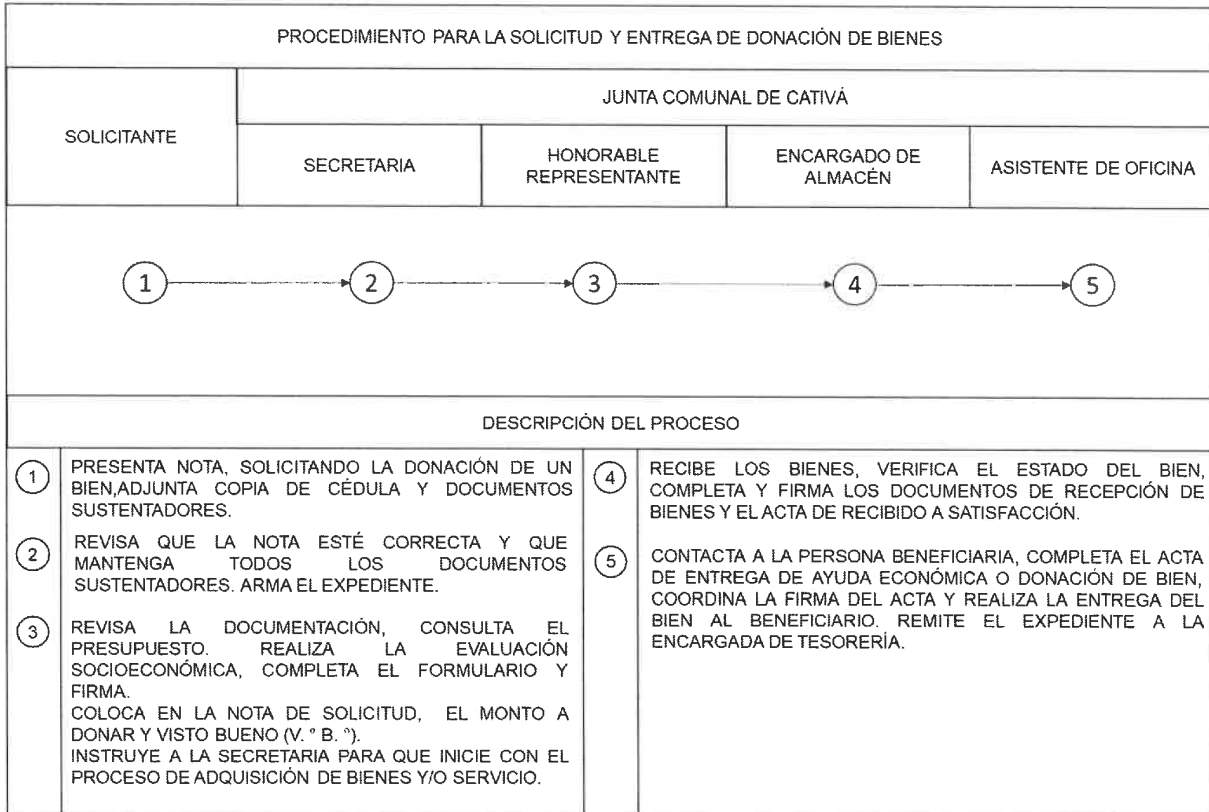 PROCEDIMIENTO PARA LA SOLICITUD Y ENTREGA DE DONACIÓN DE BIENES
SOLICITANTE
JUNTA COMUNAL DE CATIVÁ
SECRETARIA
HONORABLE
REPRESENTANTE
ENCARGADO DE
ALMACÉN
ASISTENTE DE OFICINA
1
2
3
4
5
DESCRIPCIÓN DEL PROCESO
1
PRESENTA NOTA, SOLICITANDO LA DONACIÓN DE UN
BIEN,ADJUNTA COPIA DE CÉDULA Y DOCUMENTOS
SUSTENTADORES.
2
REVISA QUE LA NOTA ESTÉ CORRECTA Y QUE
MANTENGA TODOS LOS DOCUMENTOS
SUSTENTADORES. ARMA EL EXPEDIENTE.
3
REVISA LA DOCUMENTACIÓN, CONSULTA EL
PRESUPUESTO. REALIZA LA EVALUACIÓN
SOCIOECONÓMICA, COMPLETA EL FORMULARIO Y
FIRMA.
COLOCA EN LA NOTA DE SOLICITUD, EL MONTO A
DONAR Y VISTO BUENO (V. º B. º).
INSTRUYE A LA SECRETARIA PARA QUE INICIE CON EL
PROCESO DE ADQUISICIÓN DE BIENES Y/O SERVICIO.
4
RECIBE LOS BIENES, VERIFICA EL ESTADO DEL BIEN,
COMPLETA Y FIRMA LOS DOCUMENTOS DE RECEPCIÓN DE
BIENES Y EL ACTA DE RECIBIDO A SATISFACCIÓN.
5
CONTACTA A LA PERSONA BENEFICIARIA, COMPLETA EL ACTA
DE ENTREGA DE AYUDA ECONÓMICA O DONACIÓN DE BIEN,
COORDINA LA FIRMA DEL ACTA Y REALIZA LA ENTREGA DEL
BIEN AL BENEFICIARIO. REMITE EL EXPEDIENTE A LA
ENCARGADA DE TESORERÍA.